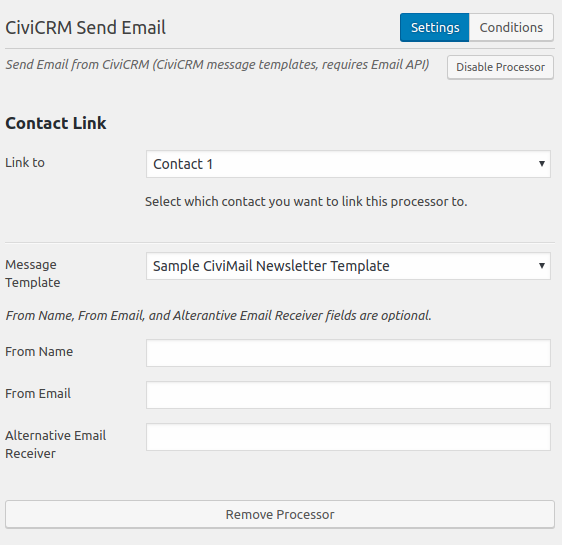 CiviCRM Send Email
Settings
Conditions
Send Email from CiviCRM (CiviCRM message templates, requires Email API)
Disable Processor
Contact Link
Link to
Contact 1
Select which contact you want to link this processor to.
Message
Template
Sample CiviMail Newsletter Template
From Name, From Email, and Alterantive Email Receiver fields are optional.
From Name
From Email
Alternative Email
Receiver
Remove Processor